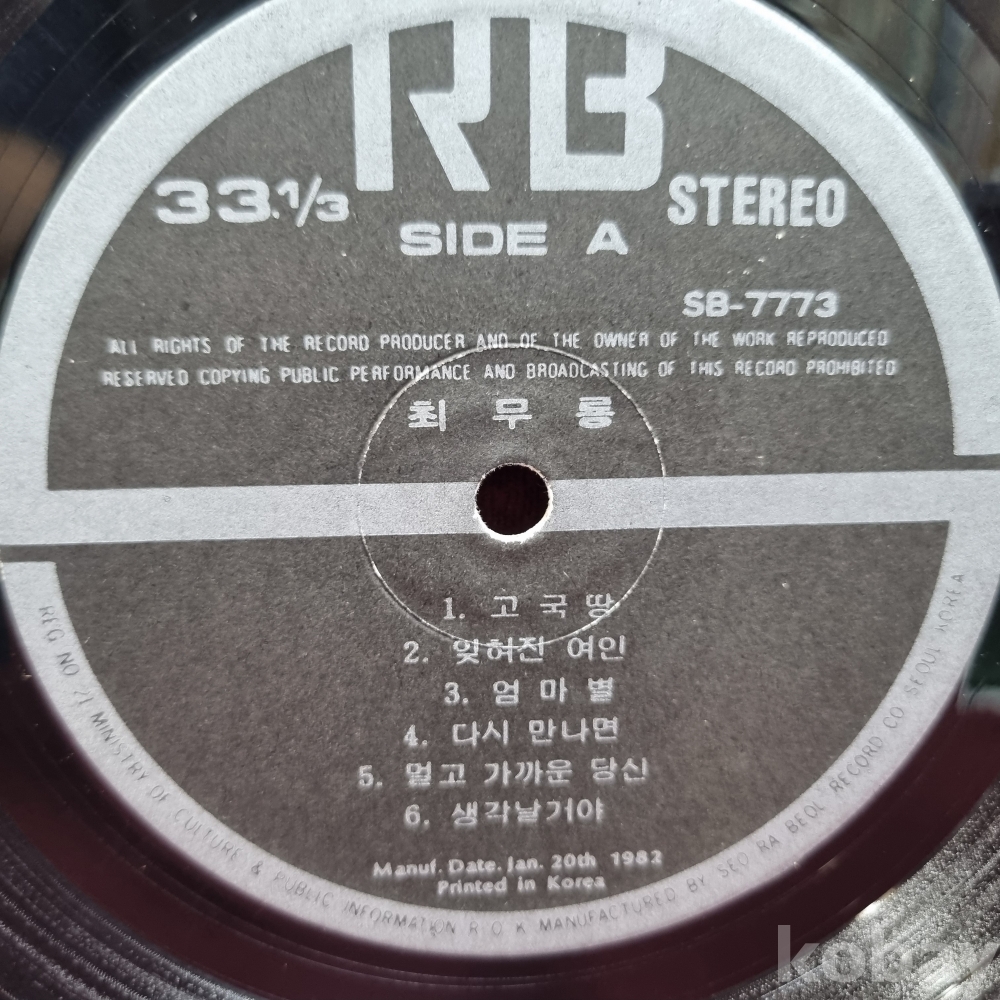 RB
33.1/3
STEREO
SIDE A
SB-7773
ALL RIGHTS OF THE RECORD PRODUCER AND OF THE OWNER OF THE WORK REPRODUCED
RESERVED COPYING PUBLIC PERFORMANCE AND BROADCASTING OF THIS RECORD PROHIBITED
최 무 룡
1. 고 국 땅
2. 잊혀진 여인
3. 엄 마 별
4. 다시 만나면
5. 멀고 가까운 당신
6. 생각날거야
Manuf. Date. Jan. 20th 1982
Printed in Korea
REG NO 21 MINISTRY OF CULTURE & PUBLIC INFORMATION R O K MANUFACTURED BY SEO RA BEOL RECORD CO SEOUL KOREA
kobay